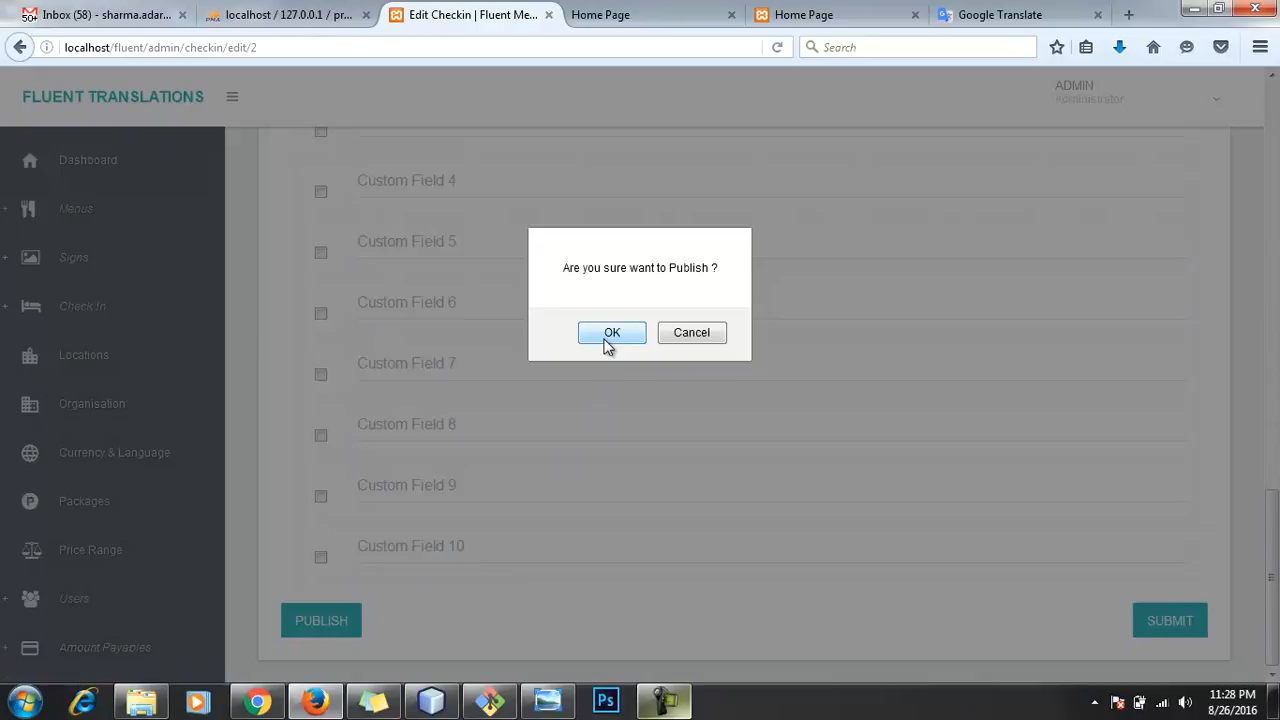 Inbox (58) - sharma.adar...
localhost / 127.0.0.1 / pr...
Edit Checkin | Fluent Me...
Home Page
Home Page
Google Translate
localhost/fluent/admin/checkin/edit/2
Search
FLUENT TRANSLATIONS
ADMIN
Administrator
Dashboard
Menus
Signs
Check In
Locations
Organisation
Currency & Language
Packages
Price Range
Users
Amount Payables
Custom Field 4
Custom Field 5
Custom Field 6
Custom Field 7
Custom Field 8
Custom Field 9
Custom Field 10
Are you sure want to Publish ?
OK
Cancel
PUBLISH
SUBMIT
Ps
11:28 PM
8/26/2016